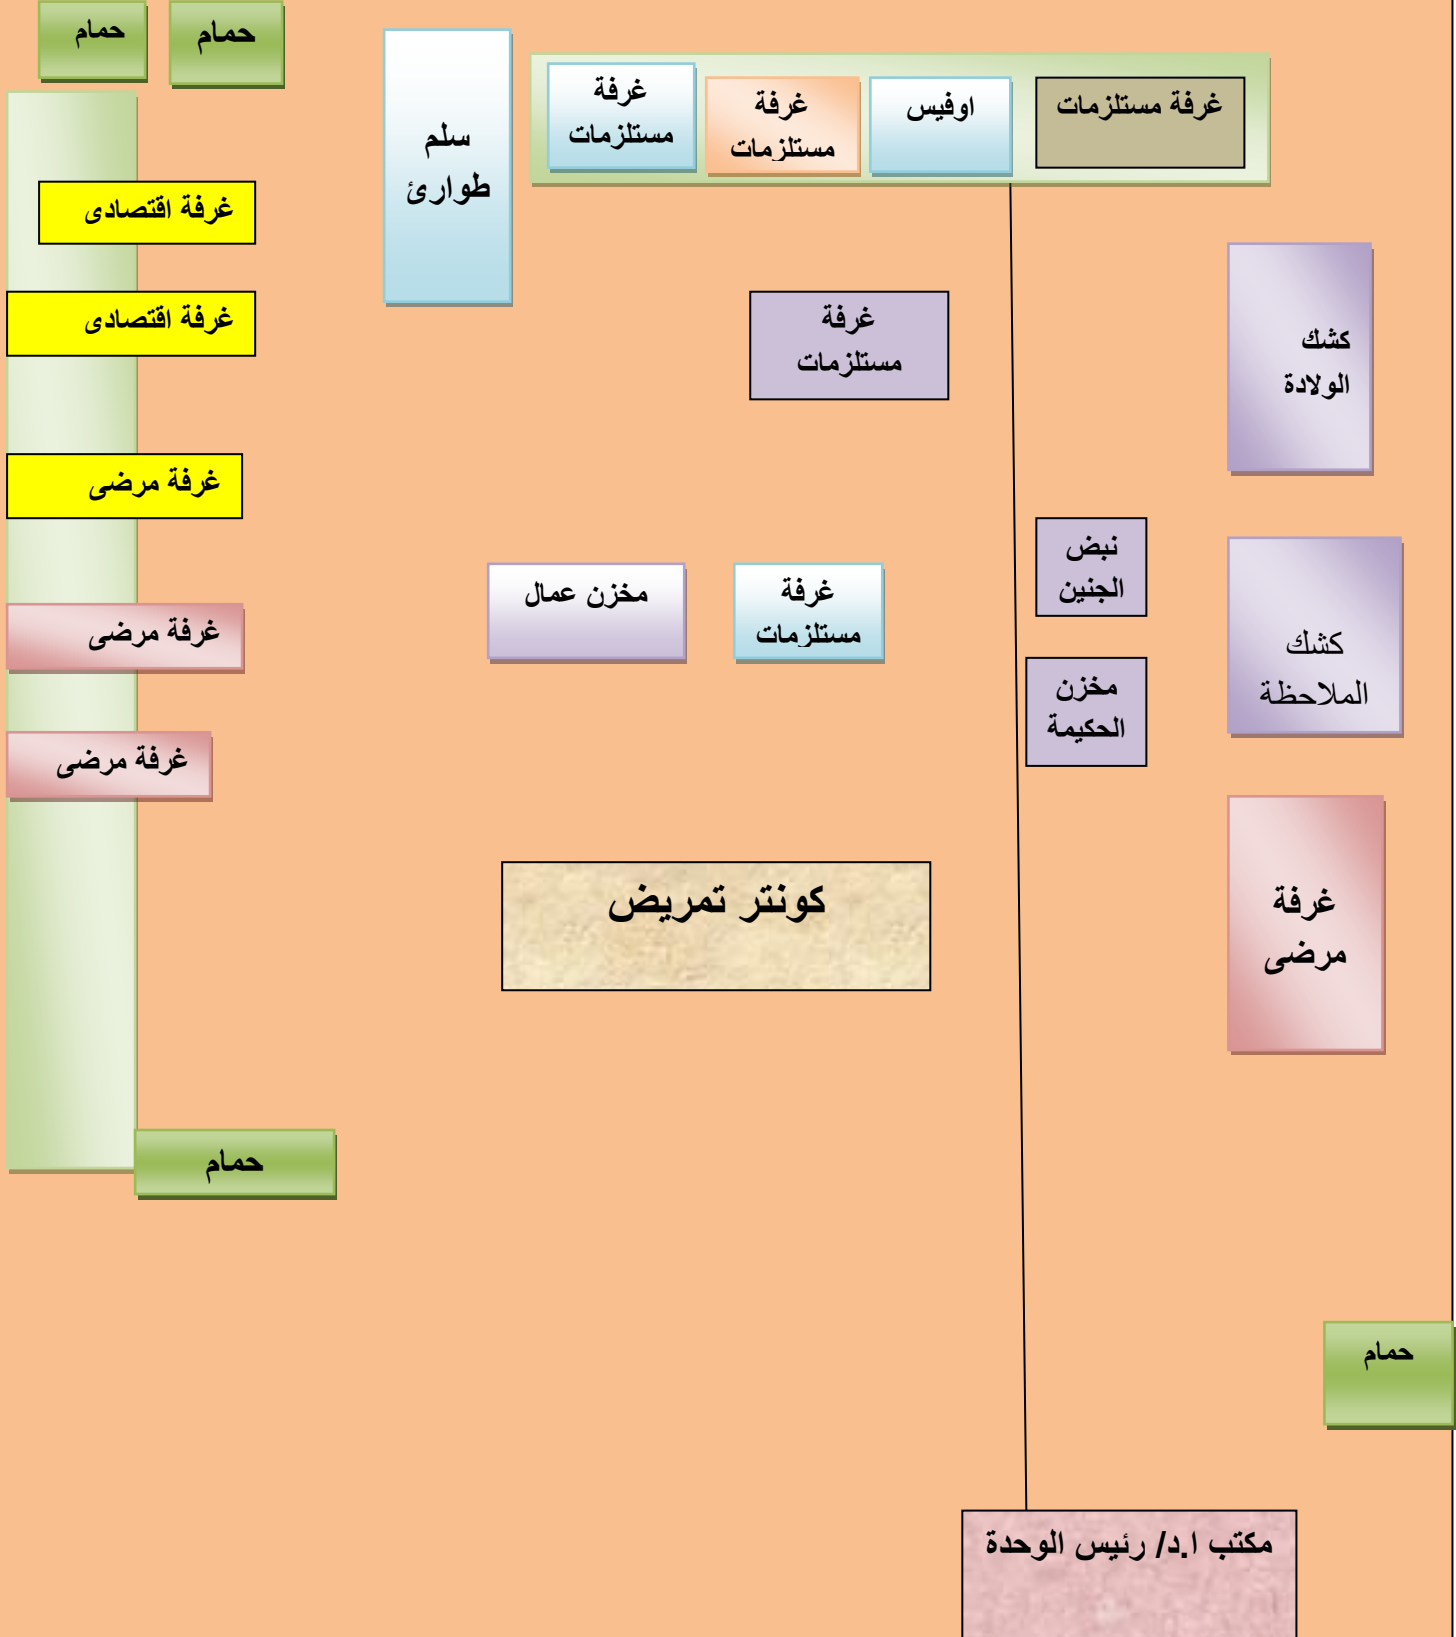 حمام
حمام
سلم
طوارئ
غرفة
مستلزمات
غرفة
مستلزمات
اوفيس
غرفة مستلزمات
غرفة اقتصادى
غرفة اقتصادى
غرفة
مستلزمات
كشك
الولادة
غرفة مرضى
نبض
الجنين
مخزن عمال
غرفة
مستلزمات
كشك
الملاحظة
غرفة مرضى
مخزن
الحكيمة
غرفة مرضى
كونتر تمريض
غرفة
مرضى
حمام
حمام
مكتب ا.د/ رئيس الوحدة